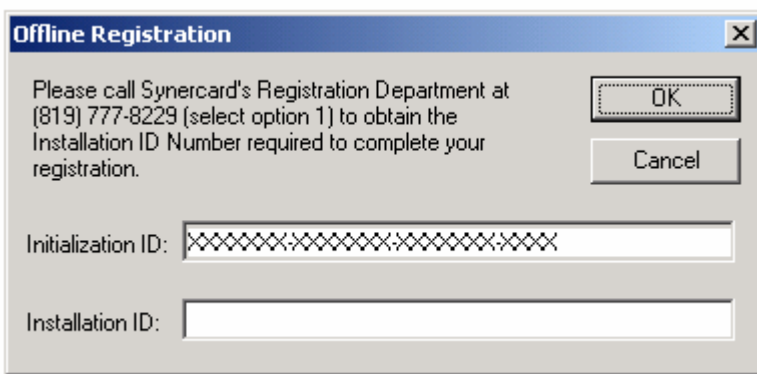 Offline Registration
Please call Synercard's Registration Department at
(819) 777-8229 (select option 1) to obtain the
Installation ID Number required to complete your
registration.
OK
Cancel
Initialization ID: XXXXXXX-XXXXXXX-XXXXXXX-XXXX
Installation ID: